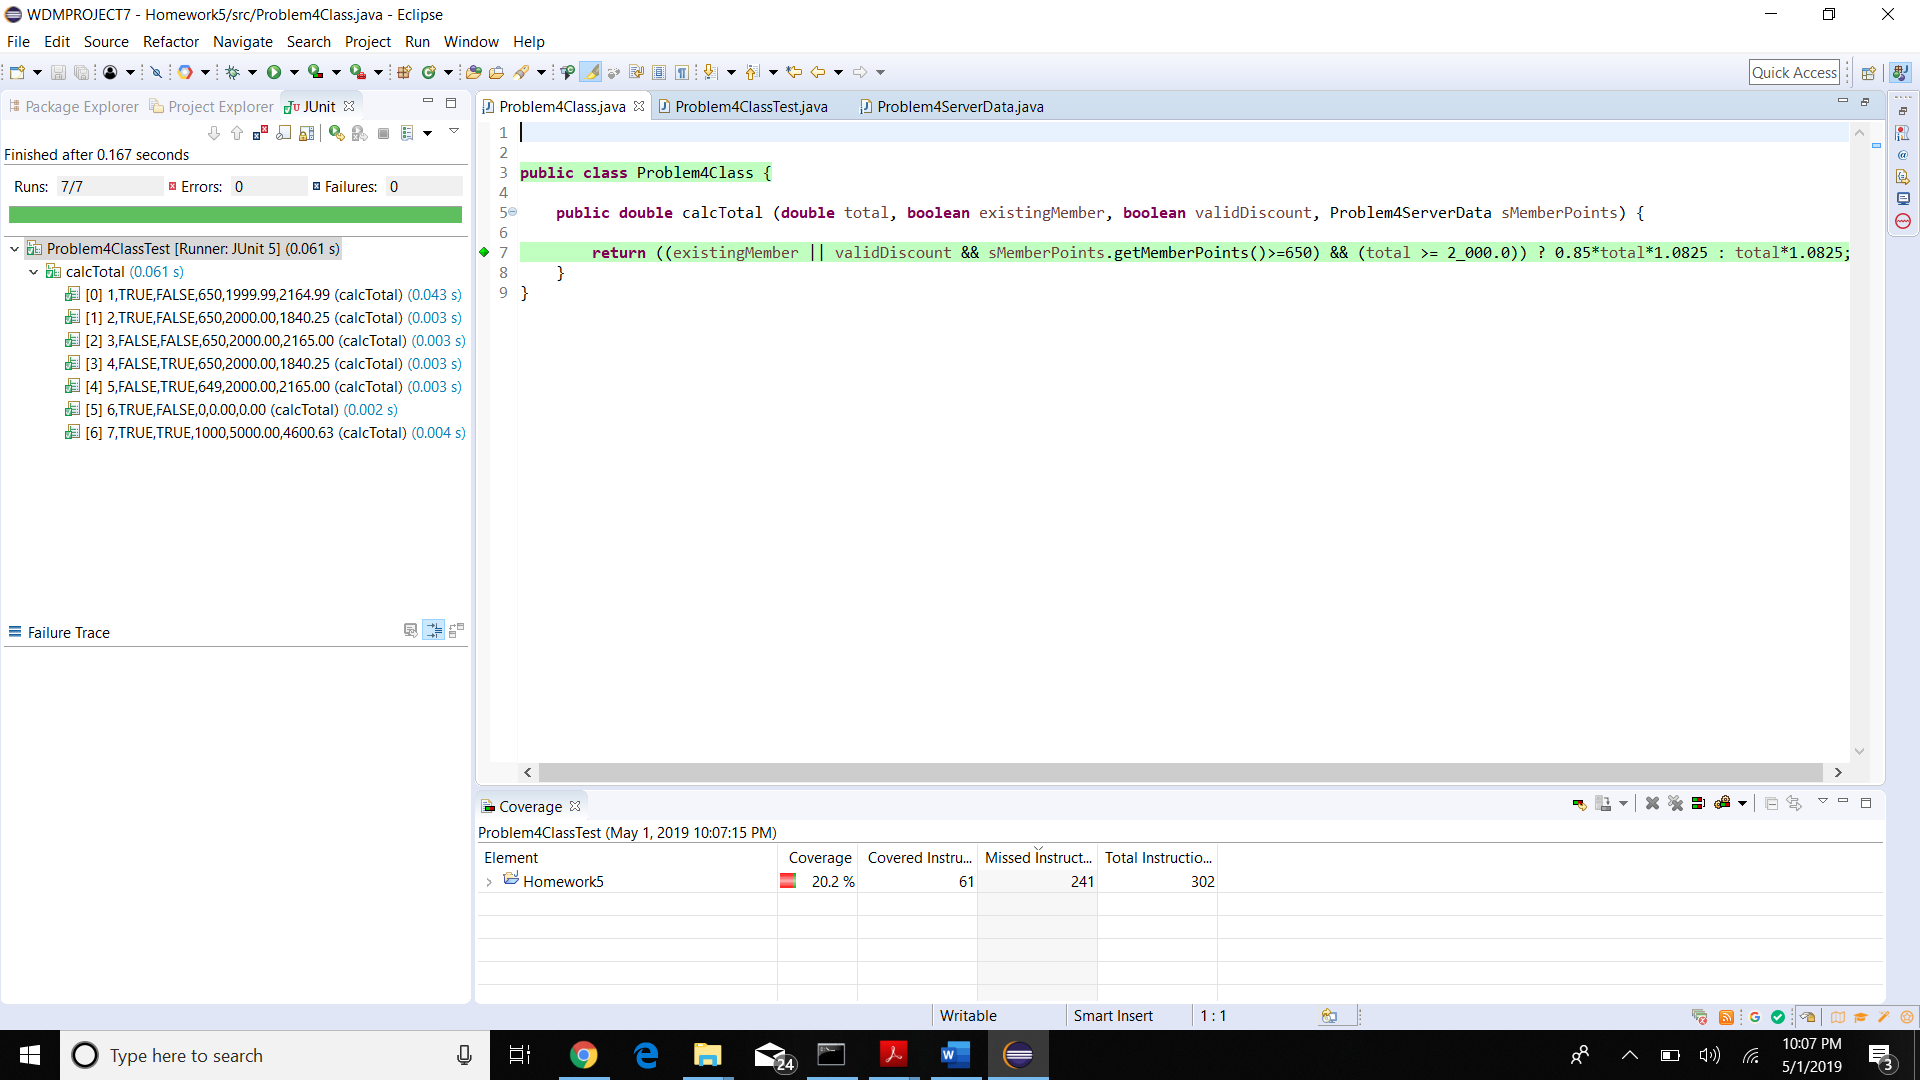 WDMPROJECT7 - Homework5/src/Problem4Class.java - Eclipse
File Edit Source Refactor Navigate Search Project Run Window Help
Quick Access
Package Explorer Project Explorer JUnit
Finished after 0.167 seconds
Runs: 7/7 Errors: 0 Failures: 0
Problem4ClassTest [Runner: JUnit 5] (0.061 s)
calcTotal (0.061 s)
[0] 1,TRUE,FALSE,650,1999.99,2164.99 (calcTotal) (0.043 s)
[1] 2,TRUE,FALSE,650,2000.00,1840.25 (calcTotal) (0.003 s)
[2] 3,FALSE,FALSE,650,2000.00,2165.00 (calcTotal) (0.003 s)
[3] 4,FALSE,TRUE,650,2000.00,1840.25 (calcTotal) (0.003 s)
[4] 5,FALSE,TRUE,649,2000.00,2165.00 (calcTotal) (0.003 s)
[5] 6,TRUE,FALSE,0,0.00,0.00 (calcTotal) (0.002 s)
[6] 7,TRUE,TRUE,1000,5000.00,4600.63 (calcTotal) (0.004 s)
Failure Trace
Problem4Class.java Problem4ClassTest.java Problem4ServerData.java
1
2
3 public class Problem4Class {
4
5 public double calcTotal (double total, boolean existingMember, boolean validDiscount, Problem4ServerData sMemberPoints) {
6
7 return ((existingMember || validDiscount && sMemberPoints.getMemberPoints()>=650) && (total >= 2_000.0)) ? 0.85*total*1.0825 : total*1.0825;
8 }
9 }
Coverage
Problem4ClassTest (May 1, 2019 10:07:15 PM)
Element Coverage Covered Instru... Missed Instruct... Total Instructio...
Homework5 20.2 % 61 241 302
Writable Smart Insert 1 : 1
Type here to search
24
10:07 PM
5/1/2019
3